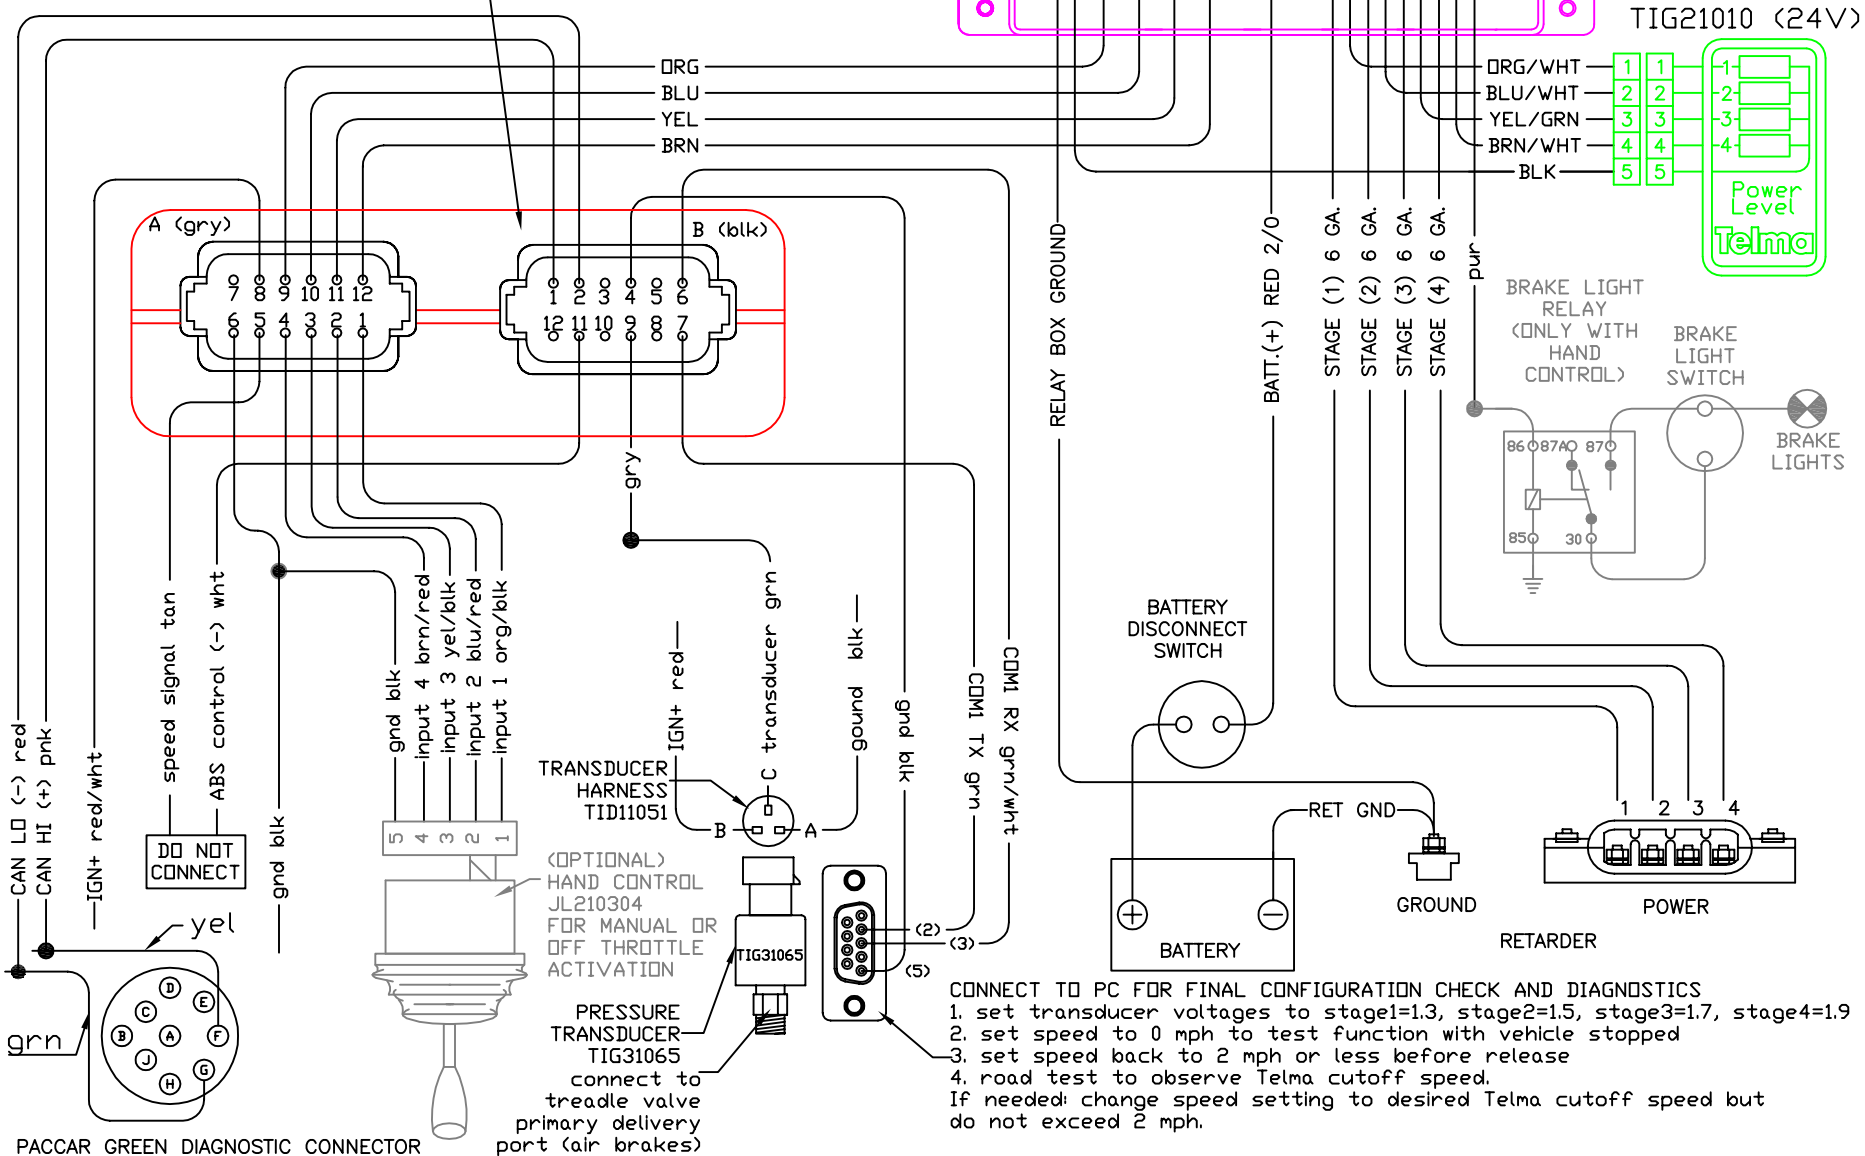 TIG21010 (24V)
ORG
BLU
YEL
BRN
ORG/WHT
BLU/WHT
YEL/GRN
BRN/WHT
BLK
1 1 1
2 2 2
3 3 3
4 4 4
5 5
Power
Level
Telma
A (gry)
B (blk)
7 8 9 10 11 12
6 5 4 3 2 1
1 2 3 4 5 6
12 11 10 9 8 7
RELAY BOX GROUND
BATT.(+) RED 2/0
STAGE (1) 6 GA.
STAGE (2) 6 GA.
STAGE (3) 6 GA.
STAGE (4) 6 GA.
pur
BRAKE LIGHT
RELAY
(ONLY WITH
HAND
CONTROL)
BRAKE
LIGHT
SWITCH
BRAKE
LIGHTS
86 87A 87
85 30
gry
CAN LO (-) red
CAN HI (+) pnk
IGN+ red/wht
speed signal tan
ABS control (-) wht
gnd blk
gnd blk
input 4 brn/red
input 3 yel/blk
input 2 blu/red
input 1 org/blk
IGN+ red
C transducer grn
gound blk
gnd blk
COM1 TX grn
COM1 RX grn/wht
DO NOT
CONNECT
5 4 3 2 1
(OPTIONAL)
HAND CONTROL
JL210304
FOR MANUAL OR
OFF THROTTLE
ACTIVATION
TRANSDUCER
HARNESS
TID11051
B A
TIG31065
(2)
(3)
(5)
PRESSURE
TRANSDUCER
TIG31065
connect to
treadle valve
primary delivery
port (air brakes)
BATTERY
DISCONNECT
SWITCH
RET GND
+ −
BATTERY
GROUND
1 2 3 4
POWER
RETARDER
yel
grn
D
E
C
B A F
J
G
H
PACCAR GREEN DIAGNOSTIC CONNECTOR
CONNECT TO PC FOR FINAL CONFIGURATION CHECK AND DIAGNOSTICS
1. set transducer voltages to stage1=1.3, stage2=1.5, stage3=1.7, stage4=1.9
2. set speed to 0 mph to test function with vehicle stopped
3. set speed back to 2 mph or less before release
4. road test to observe Telma cutoff speed.
If needed: change speed setting to desired Telma cutoff speed but
do not exceed 2 mph.